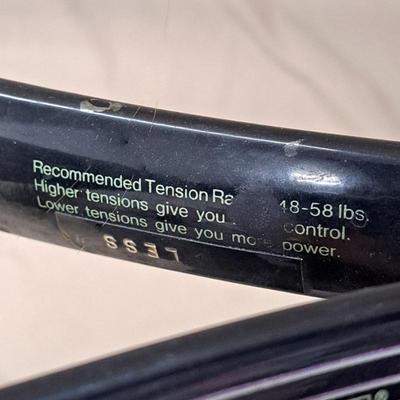 Recommended Tension Ra 48-58 lbs.
Higher tensions give you control.
Lower tensions give you more power.
LESS